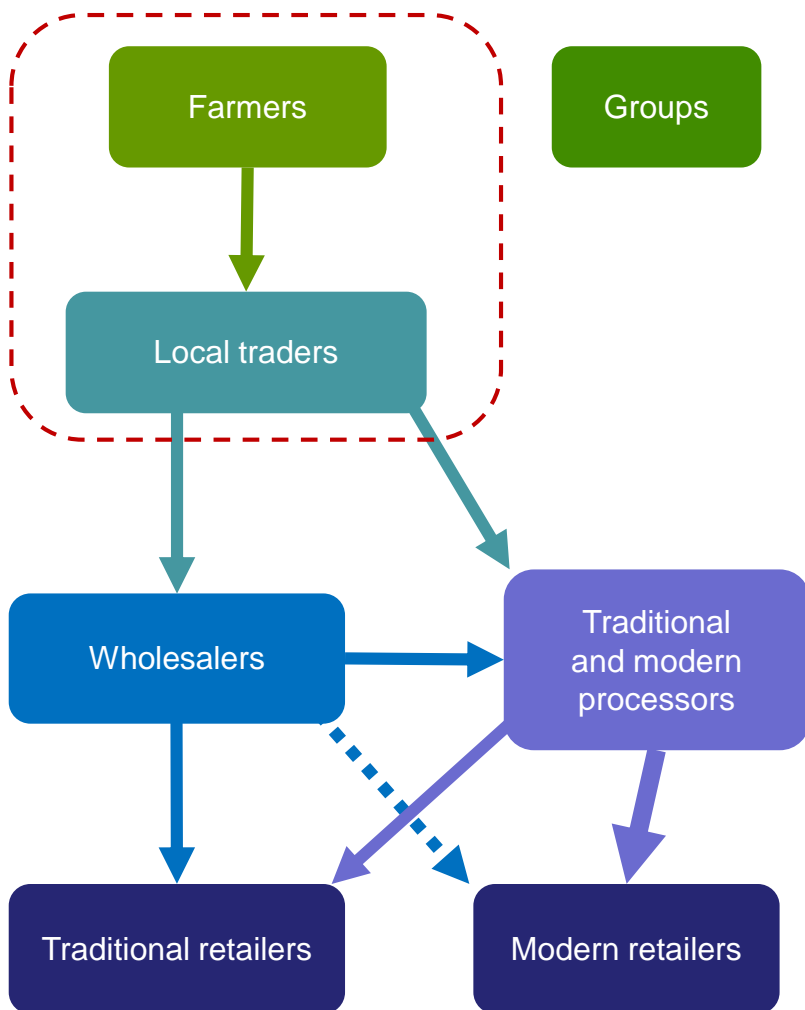 Farmers
Groups
Local traders
Wholesalers
Traditional
and modern
processors
Traditional retailers
Modern retailers